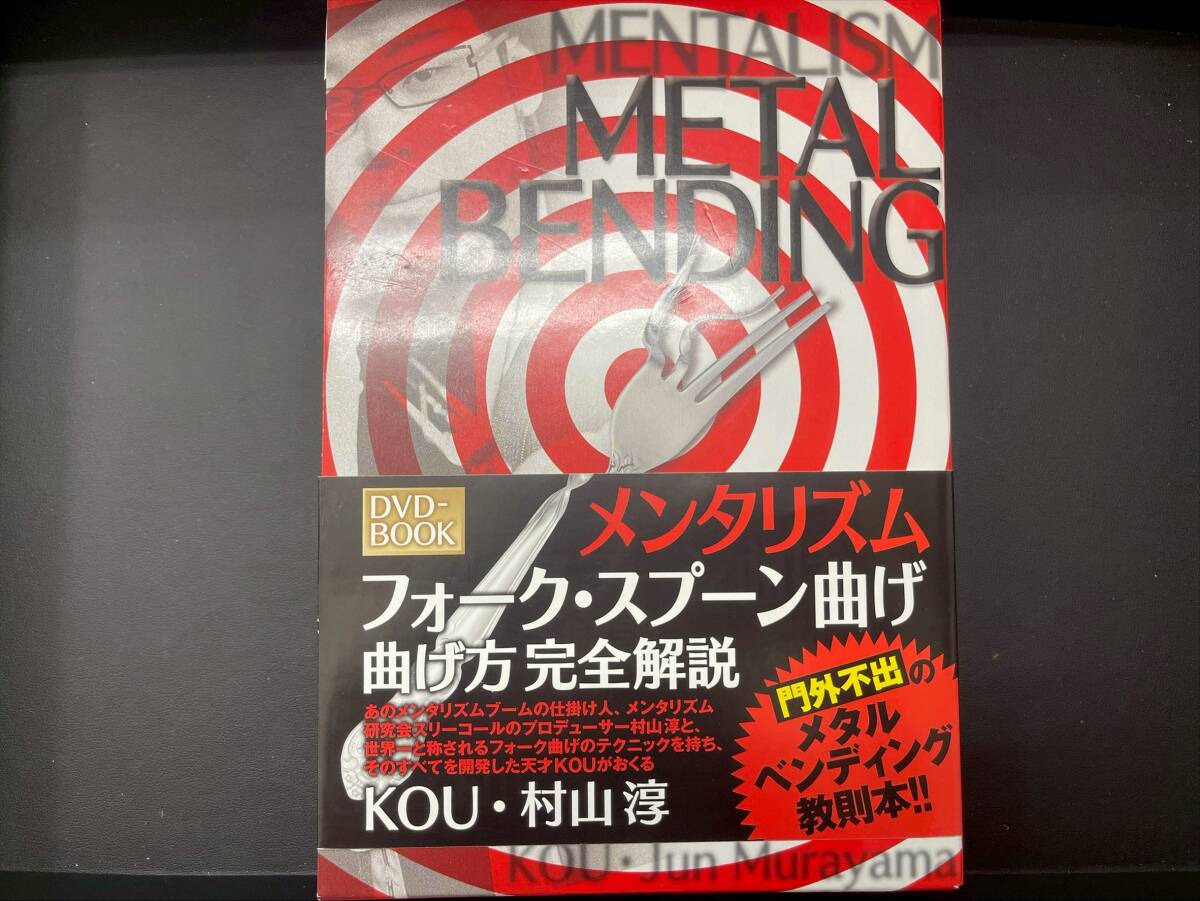 MENTALISM
METAL
BENDING
DVD-
BOOK
メンタリズム
フォーク・スプーン曲げ
曲げ方 完全解説
あのメンタリズムブームの仕掛け人、メンタリズム
研究会スリーコールのプロデューサー村山淳と、
世界一と称されるフォーク曲げのテクニックを持ち、
そのすべてを開発した天才KOUがおくる
KOU・村山 淳
門外不出の
メタル
ベンディング
教則本!!
KOU・Jun Murayama